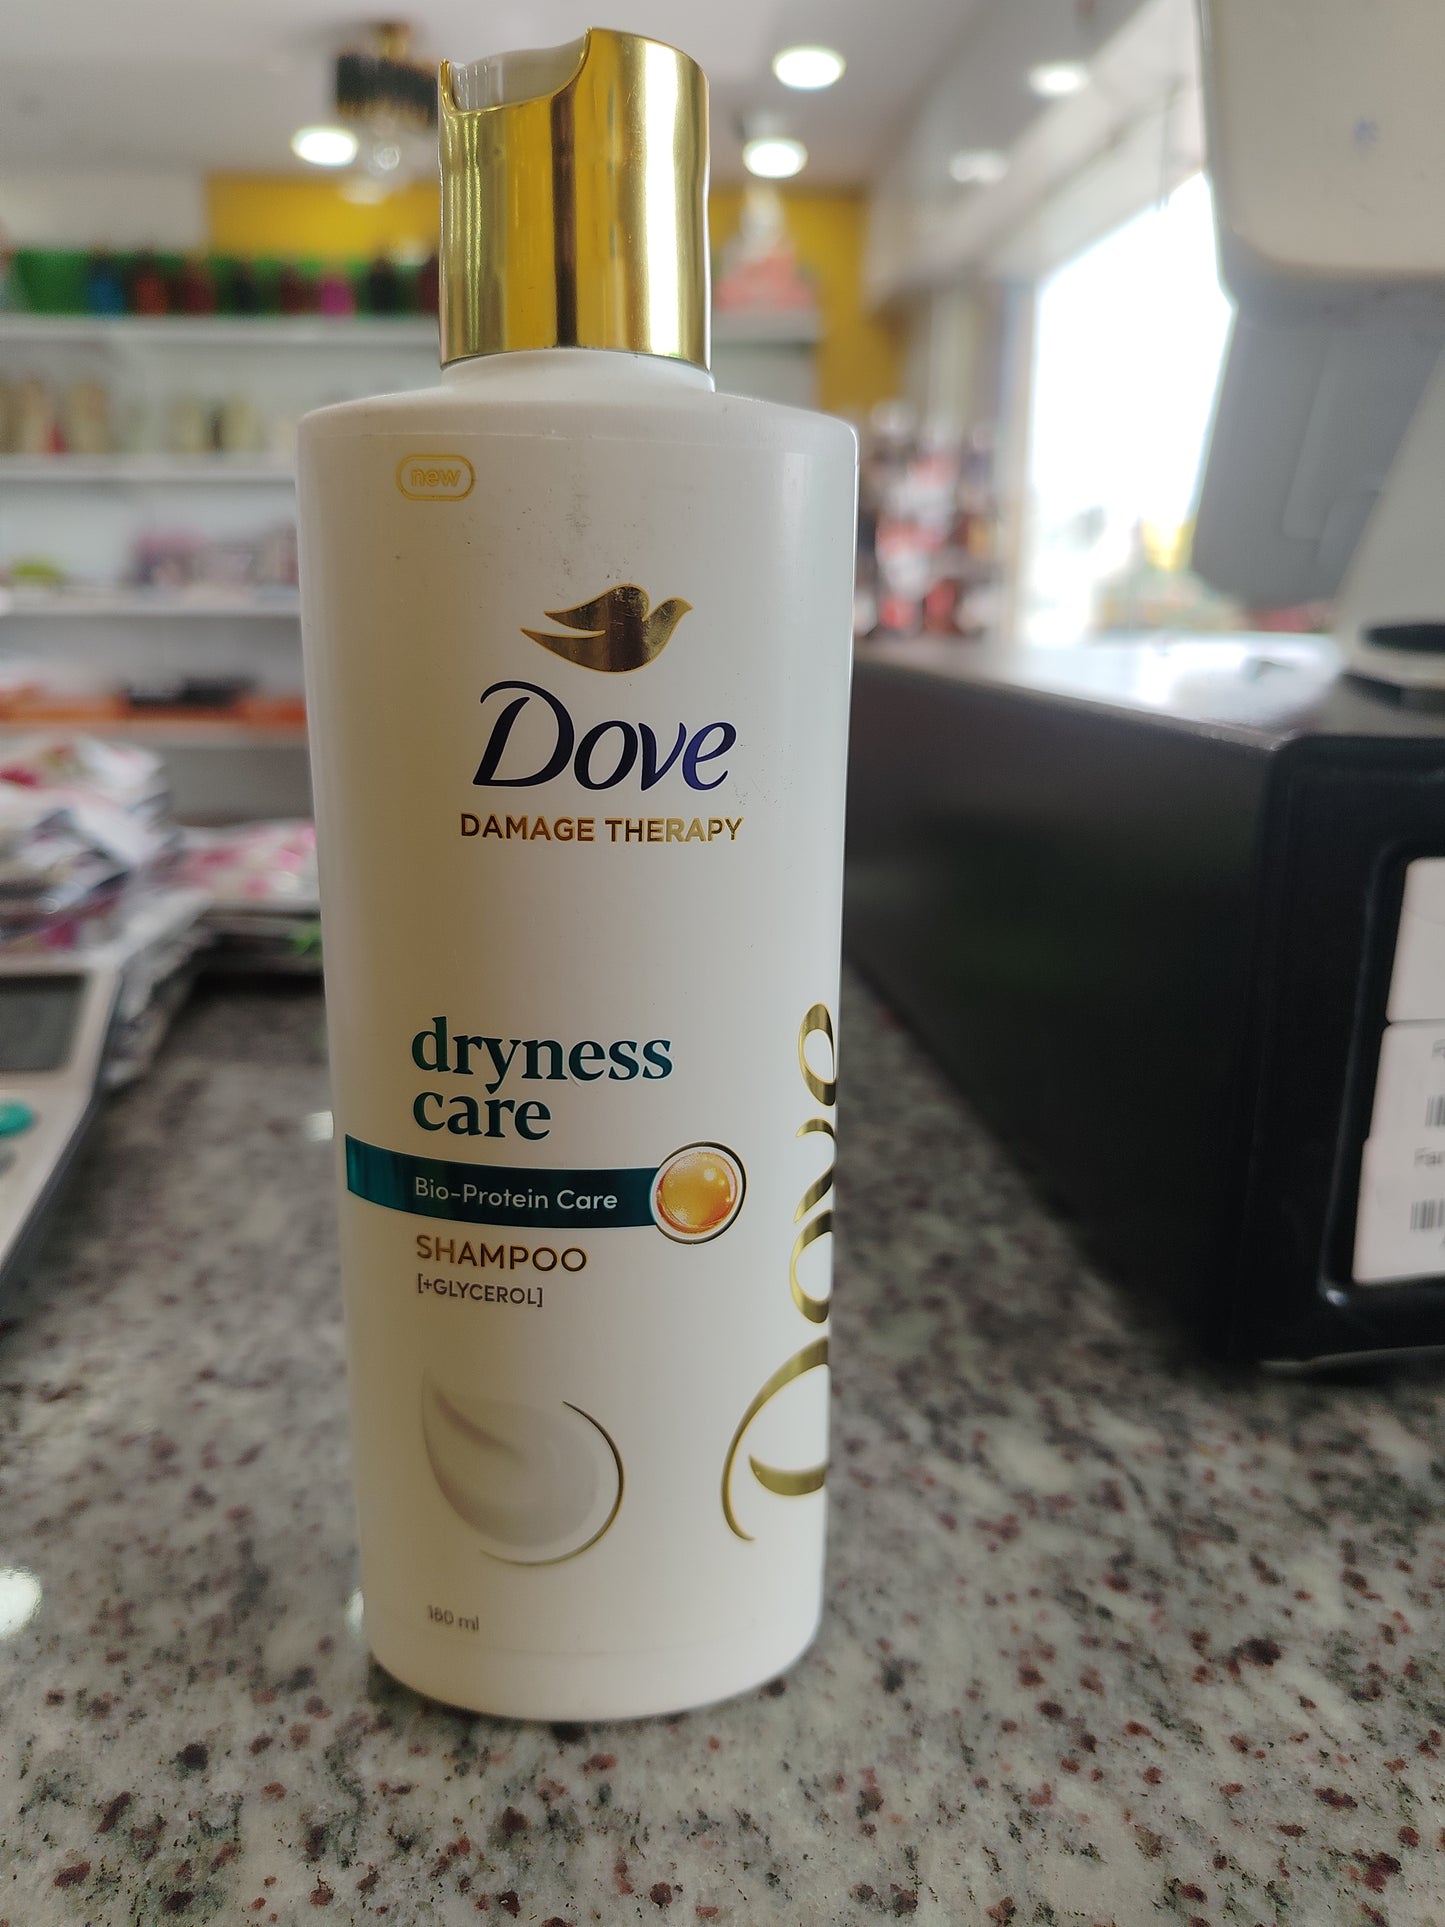 new
Dove
DAMAGE THERAPY
dryness
care
Bio-Protein Care
SHAMPOO
[+GLYCEROL]
180 ml
Dove